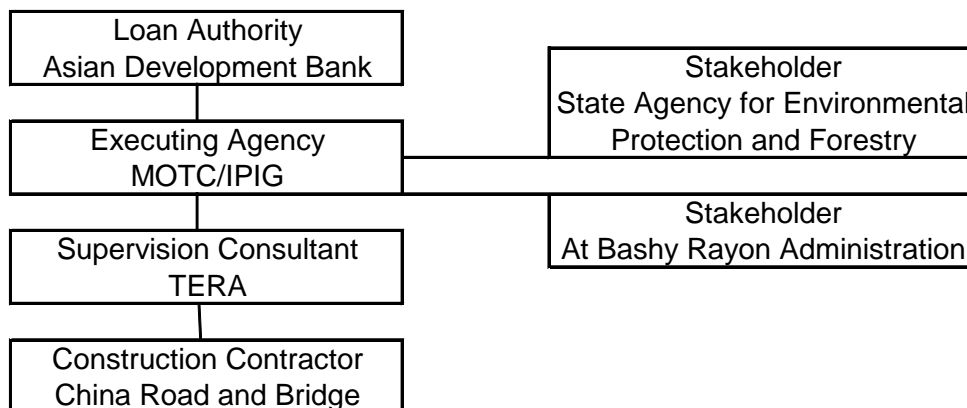 Loan Authority
Asian Development Bank
Stakeholder
State Agency for Environmental
Protection and Forestry
Executing Agency
MOTC/IPIG
Stakeholder
At Bashy Rayon Administration
Supervision Consultant
TERA
Construction Contractor
China Road and Bridge